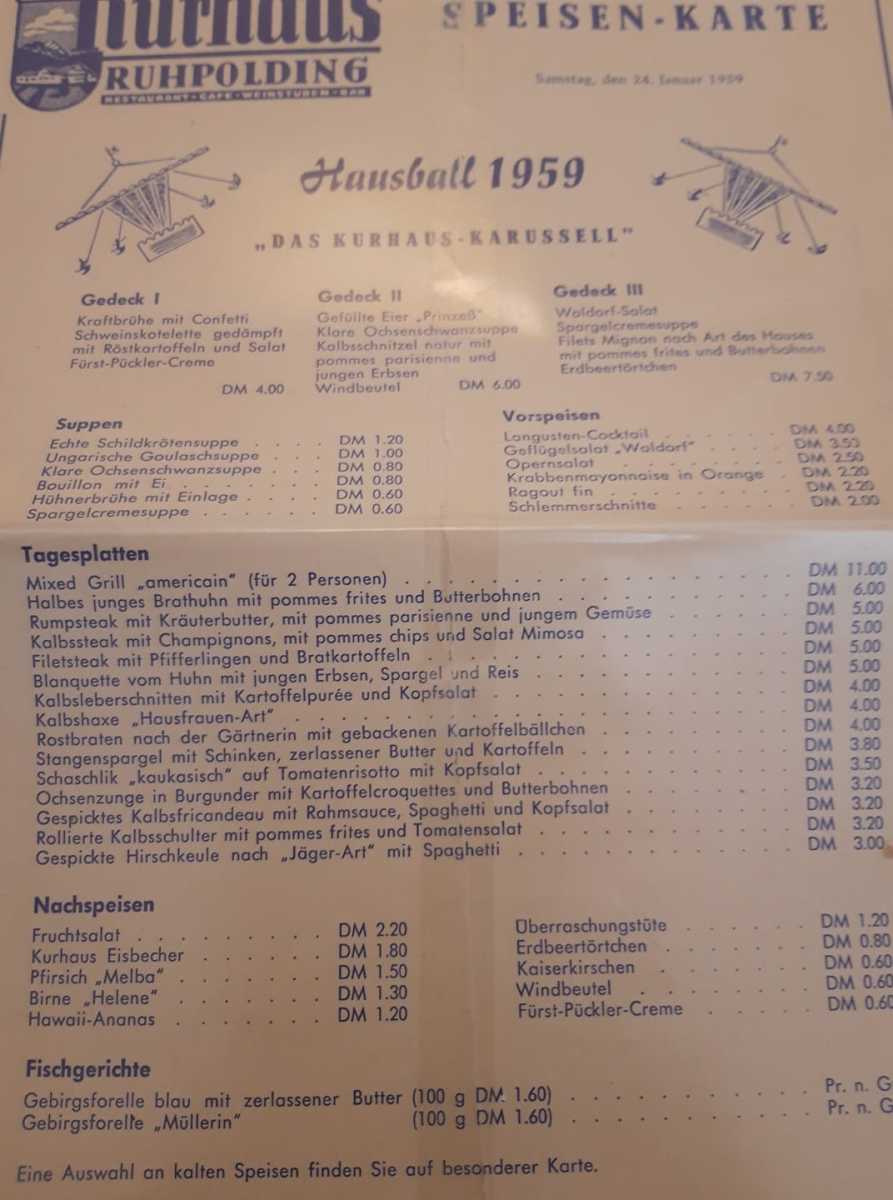 Kurhaus
RUHPOLDING
RESTAURANT · CAFE · WEINSTUBEN · BAR
SPEISEN-KARTE
Samstag, den 24. Januar 1959
Hausball 1959
„DAS KURHAUS-KARUSSELL"
Gedeck I
Kraftbrühe mit Confetti
Schweinskotelette gedämpft
mit Röstkartoffeln und Salat
Fürst-Pückler-Creme
DM 4.00
Gedeck II
Gefüllte Eier „Prinzeß"
Klare Ochsenschwanzsuppe
Kalbsschnitzel natur mit
pommes parisienne und
jungen Erbsen
Windbeutel DM 6.00
Gedeck III
Waldorf-Salat
Spargelcremesuppe
Filets Mignon nach Art des Hauses
mit pommes frites und Butterbohnen
Erdbeertörtchen
DM 7.50
Suppen
Echte Schildkrötensuppe . . . . DM 1.20
Ungarische Goulaschsuppe . . . DM 1.00
Klare Ochsenschwanzsuppe . . . DM 0.80
Bouillon mit Ei . . . . . . . DM 0.80
Hühnerbrühe mit Einlage . . . . DM 0.60
Spargelcremesuppe . . . . . . DM 0.60
Vorspeisen
Langusten-Cocktail . . . . . . DM 4.00
Geflügelsalat „Waldorf" . . . . . DM 3.50
Opernsalat . . . . . . . . DM 2.50
Krabbenmayonnaise in Orange . DM 2.20
Ragout fin . . . . . . . . DM 2.20
Schlemmerschnitte . . . . . . DM 2.00
Tagesplatten
Mixed Grill „americain" (für 2 Personen) . . . . . . . . . . . . . . . . DM 11.00
Halbes junges Brathuhn mit pommes frites und Butterbohnen . . . . . . . . . DM 6.00
Rumpsteak mit Kräuterbutter, mit pommes parisienne und jungem Gemüse . . . . . DM 5.00
Kalbssteak mit Champignons, mit pommes chips und Salat Mimosa . . . . . . . DM 5.00
Filetsteak mit Pfifferlingen und Bratkartoffeln . . . . . . . . . . . . . . DM 5.00
Blanquette vom Huhn mit jungen Erbsen, Spargel und Reis . . . . . . . . . . DM 5.00
Kalbsleberschnitten mit Kartoffelpurée und Kopfsalat . . . . . . . . . . . . DM 4.00
Kalbshaxe „Hausfrauen-Art" . . . . . . . . . . . . . . . . . . . DM 4.00
Rostbraten nach der Gärtnerin mit gebackenen Kartoffelbällchen . . . . . . . . DM 4.00
Stangenspargel mit Schinken, zerlassener Butter und Kartoffeln . . . . . . . . DM 3.80
Schaschlik „kaukasisch" auf Tomatenrisotto mit Kopfsalat . . . . . . . . . . DM 3.50
Ochsenzunge in Burgunder mit Kartoffelcroquettes und Butterbohnen . . . . . . . DM 3.20
Gespicktes Kalbsfricandeau mit Rahmsauce, Spaghetti und Kopfsalat . . . . . . . DM 3.20
Rollierte Kalbsschulter mit pommes frites und Tomatensalat . . . . . . . . . . DM 3.20
Gespickte Hirschkeule nach „Jäger-Art" mit Spaghetti . . . . . . . . . . . DM 3.00
Nachspeisen
Fruchtsalat . . . . . . . . . DM 2.20
Kurhaus Eisbecher . . . . . . DM 1.80
Pfirsich „Melba" . . . . . . . DM 1.50
Birne „Helene" . . . . . . . DM 1.30
Hawaii-Ananas . . . . . . . DM 1.20
Überraschungstüte . . . . . . DM 1.20
Erdbeertörtchen . . . . . . . DM 0.80
Kaiserkirschen . . . . . . . DM 0.60
Windbeutel . . . . . . . . DM 0.60
Fürst-Pückler-Creme . . . . . DM 0.60
Fischgerichte
Gebirgsforelle blau mit zerlassener Butter (100 g DM 1.60) . . . . . . . . . . Pr. n. G
Gebirgsforelle „Müllerin" (100 g DM 1.60) . . . . . . . . . . Pr. n. G
Eine Auswahl an kalten Speisen finden Sie auf besonderer Karte.